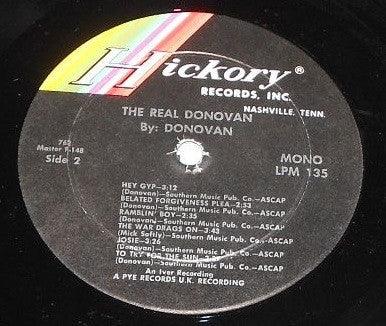 Hickory®
RECORDS, INC.
NASHVILLE, TENN.
THE REAL DONOVAN
By: DONOVAN
Master P-148
Side 2
MONO
LPM 135
HEY GYP—3:12
(Donovan)—Southern Music Pub. Co.—ASCAP
BELATED FORGIVENESS PLEA—2:
(Donovan)—Southern Music Pub. Co.—ASCAP
RAMBLIN' BOY—2:35
(Donovan)—Southern Music Pub. Co.—ASCAP
THE WAR DRAGS ON—3:43
(Mick Softly)—Southern Music Pub. Co.—ASCAP
JOSIE—3:26
(Donovan)—Southern Music Pub. Co.—ASCAP
TO TRY FOR THE SUN
(Donovan)—Southern Music Pub. Co.—ASCAP
An Iver Recording
A PYE RECORDS U.K. RECORDING